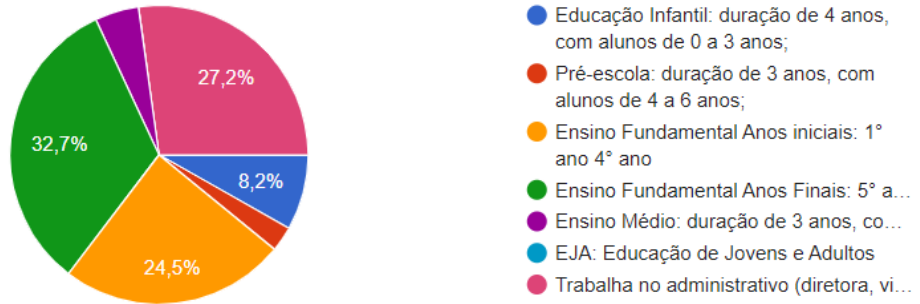 27,2%
32,7%
8,2%
24,5%
Educação Infantil: duração de 4 anos,
com alunos de 0 a 3 anos;
Pré-escola: duração de 3 anos, com
alunos de 4 a 6 anos;
Ensino Fundamental Anos iniciais: 1°
ano 4° ano
Ensino Fundamental Anos Finais: 5° a...
Ensino Médio: duração de 3 anos, co...
EJA: Educação de Jovens e Adultos
Trabalha no administrativo (diretora, vi...